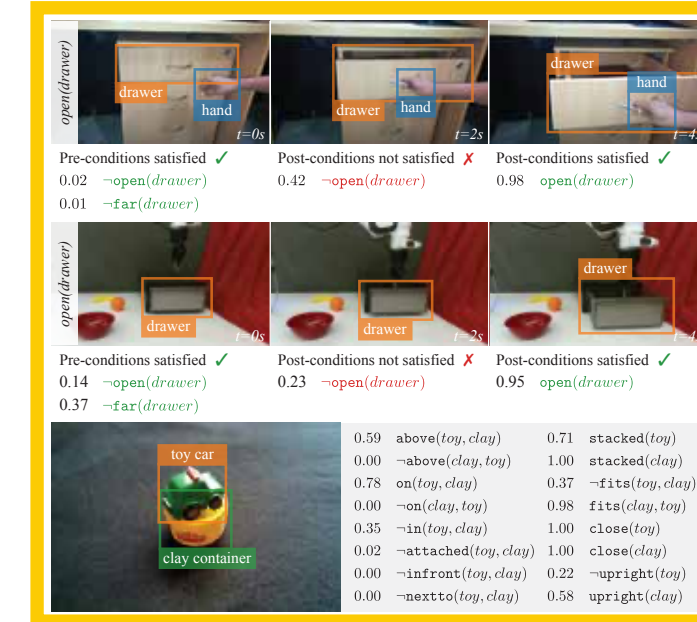 open(drawer)
drawer
hand
t=0s
drawer
hand
t=2s
drawer
hand
t=4s
Pre-conditions satisfied ✓
0.02 ¬open(drawer)
0.01 ¬far(drawer)
Post-conditions not satisfied ✗
0.42 ¬open(drawer)
Post-conditions satisfied ✓
0.98 open(drawer)
open(drawer)
drawer
t=0s
drawer
t=2s
drawer
t=4
Pre-conditions satisfied ✓
0.14 ¬open(drawer)
0.37 ¬far(drawer)
Post-conditions not satisfied ✗
0.23 ¬open(drawer)
Post-conditions satisfied ✓
0.95 open(drawer)
toy car
clay container
0.59 above(toy, clay) 0.71 stacked(toy)
0.00 ¬above(clay, toy) 1.00 stacked(clay)
0.78 on(toy, clay) 0.37 ¬fits(toy, clay)
0.00 ¬on(clay, toy) 0.98 fits(clay, toy)
0.35 ¬in(toy, clay) 1.00 close(toy)
0.02 ¬attached(toy, clay) 1.00 close(clay)
0.00 ¬infront(toy, clay) 0.22 ¬upright(toy)
0.00 ¬nextto(toy, clay) 0.58 upright(clay)